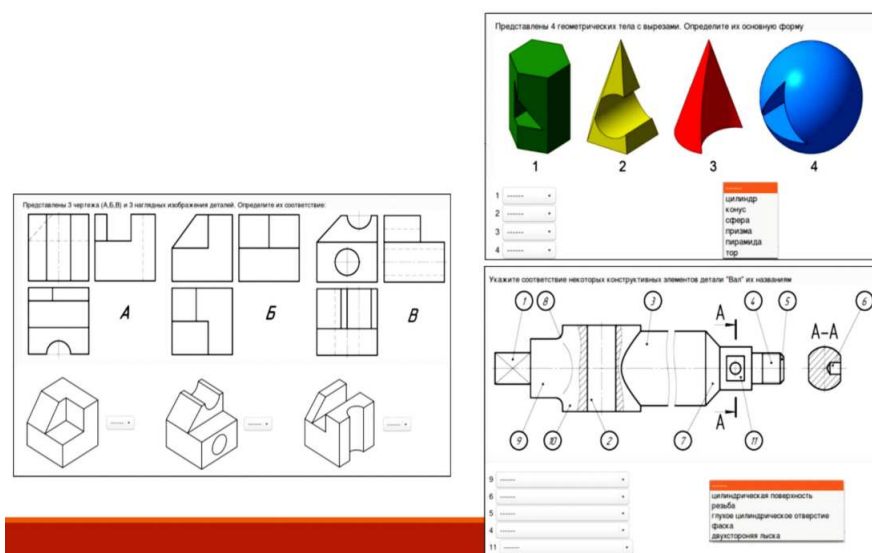 Представлены 4 геометрических тела с вырезами. Определите их основную форму
1
2
3
4
1 ------
2 ------
3 ------
4 ------
------
цилиндр
конус
сфера
призма
пирамида
тор
Представлены 3 чертежа (А,Б,В) и 3 наглядных изображения деталей. Определите их соответствие:
А
Б
В
------
------
------
Укажите соответствие некоторых конструктивных элементов детали "Вал" их названиям
1 8 3 А 4 5 6
А-А
9 10 2 7 А 11
9 ------
6 ------
5 ------
4 ------
11 ------
------
цилиндрическая поверхность
резьба
глухое цилиндрическое отверстие
фаска
двухстороняя лыска